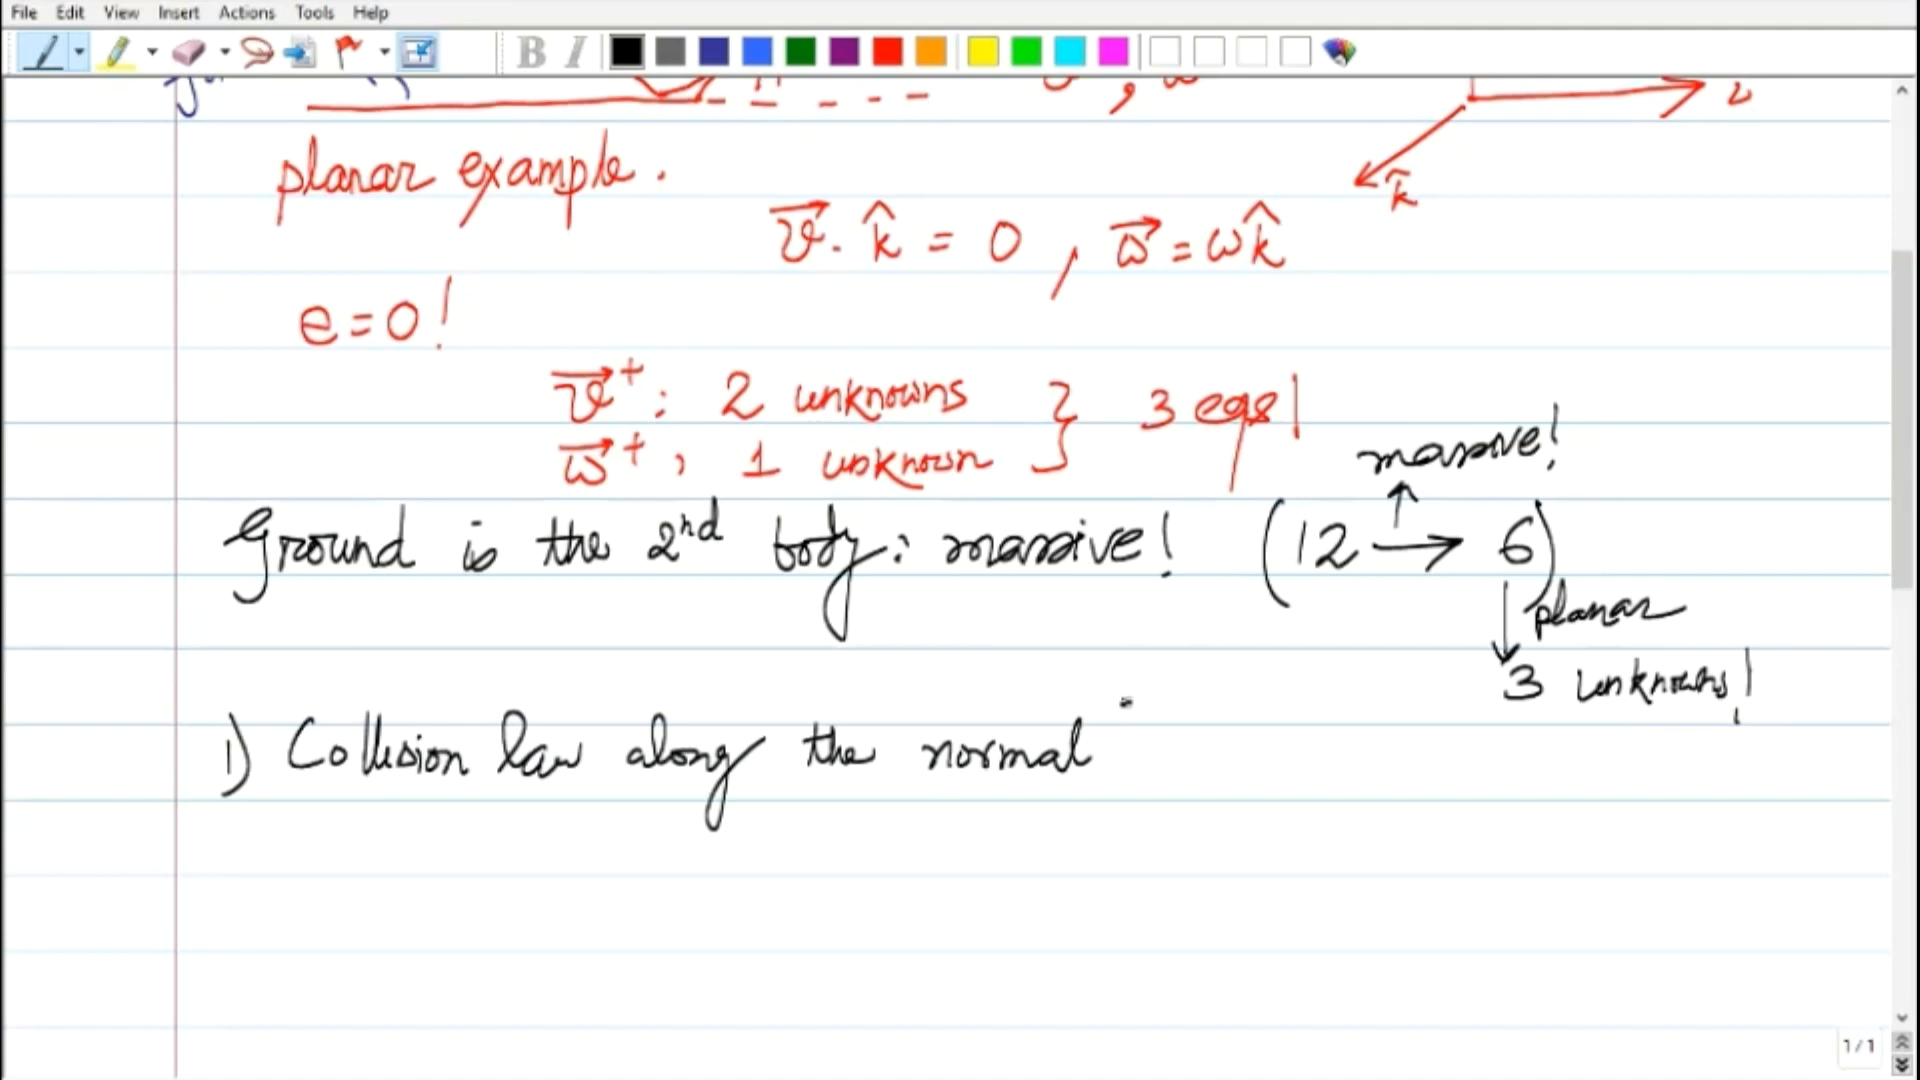 File Edit View Insert Actions Tools Help
B I
planar example.
k̂
v⃗ . k̂ = 0 , ω⃗ = ωk̂
e = 0 !
v⃗⁺ : 2 unknowns } 3 eqs!
ω⃗⁺ , 1 unknown
massive!
Ground is the 2nd body : massive! (12 → 6)
planar
3 unknowns!
1) Collision law along the normal
1 / 1